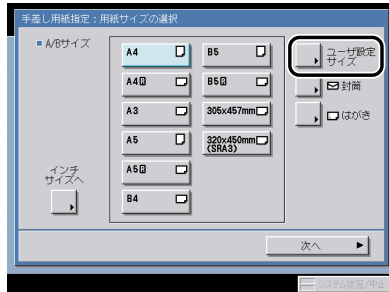 手差し用紙指定：用紙サイズの選択
A/Bサイズ
A4
B5
A4R
B5R
A3
305x457mm
A5
320x450mm
(SRA3)
A5R
B4
インチ
サイズへ
ユーザ設定
サイズ
封筒
はがき
次へ
システム状況/中止